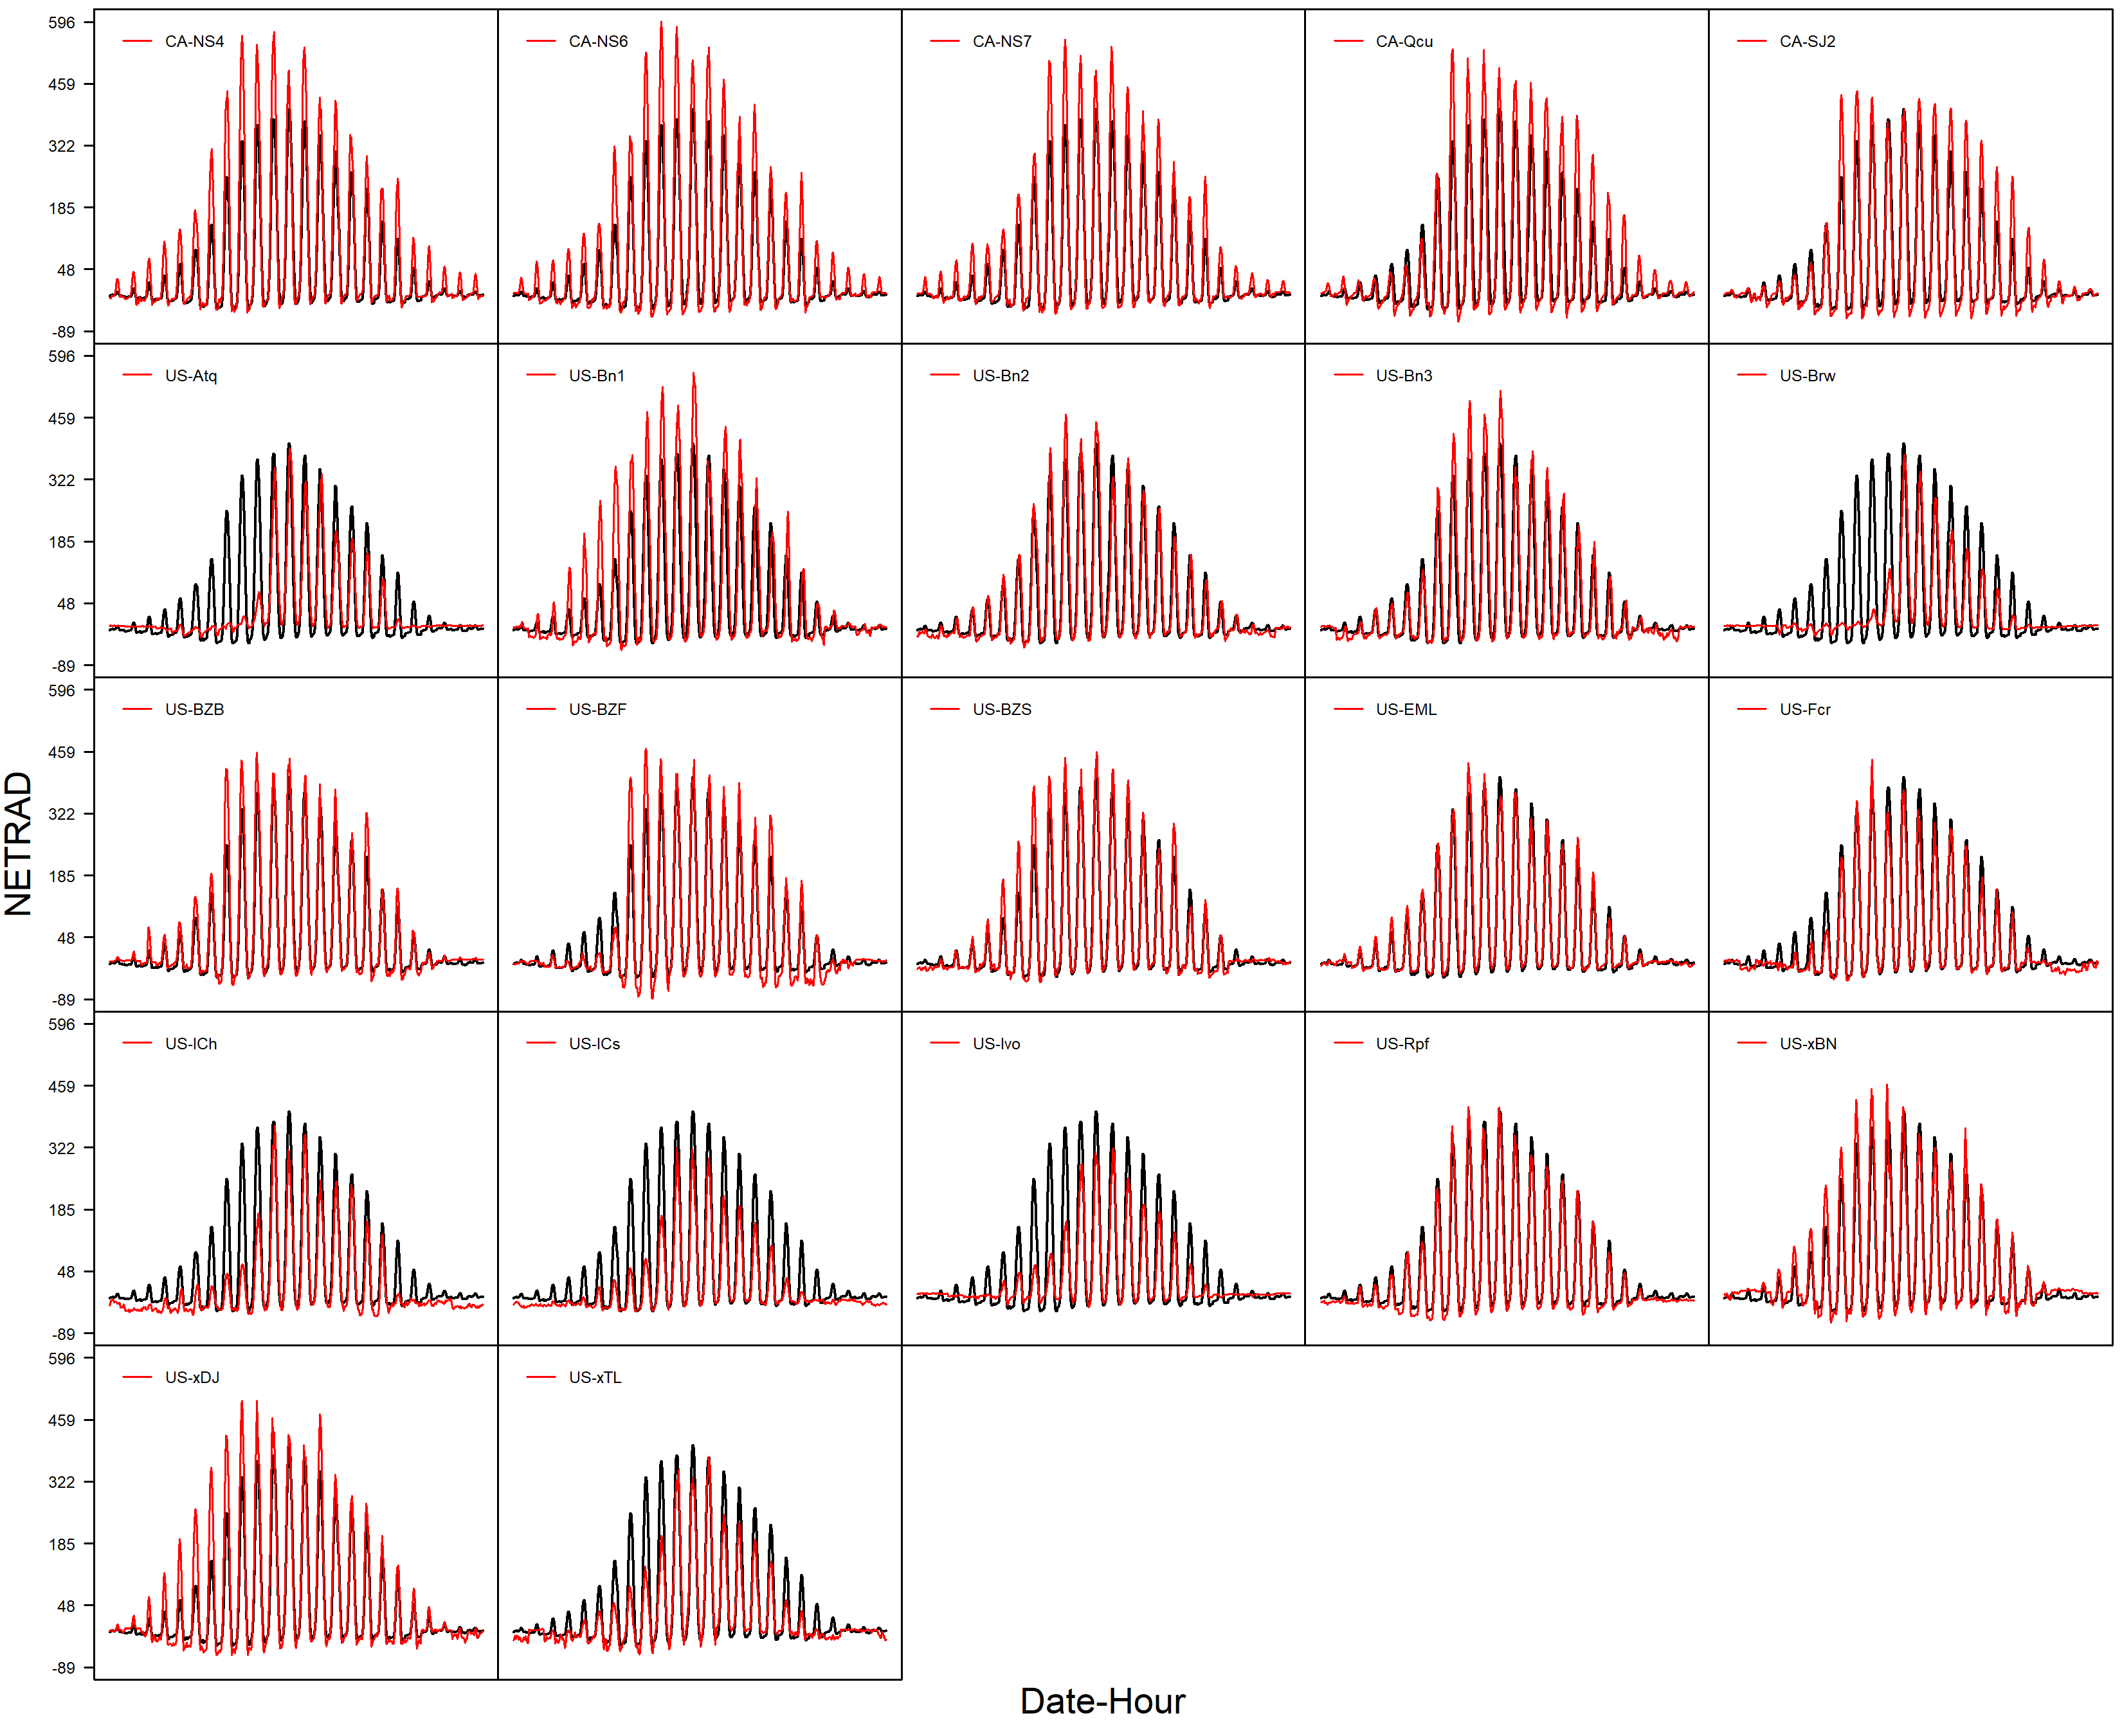 596
459
322
185
48
-89
CA-NS4
CA-NS6
CA-NS7
CA-Qcu
CA-SJ2
596
459
322
185
48
-89
US-Atq
US-Bn1
US-Bn2
US-Bn3
US-Brw
596
459
322
185
48
-89
US-BZB
US-BZF
US-BZS
US-EML
US-Fcr
NETRAD
596
459
322
185
48
-89
US-ICh
US-ICs
US-Ivo
US-Rpf
US-xBN
596
459
322
185
48
-89
US-xDJ
US-xTL
Date-Hour